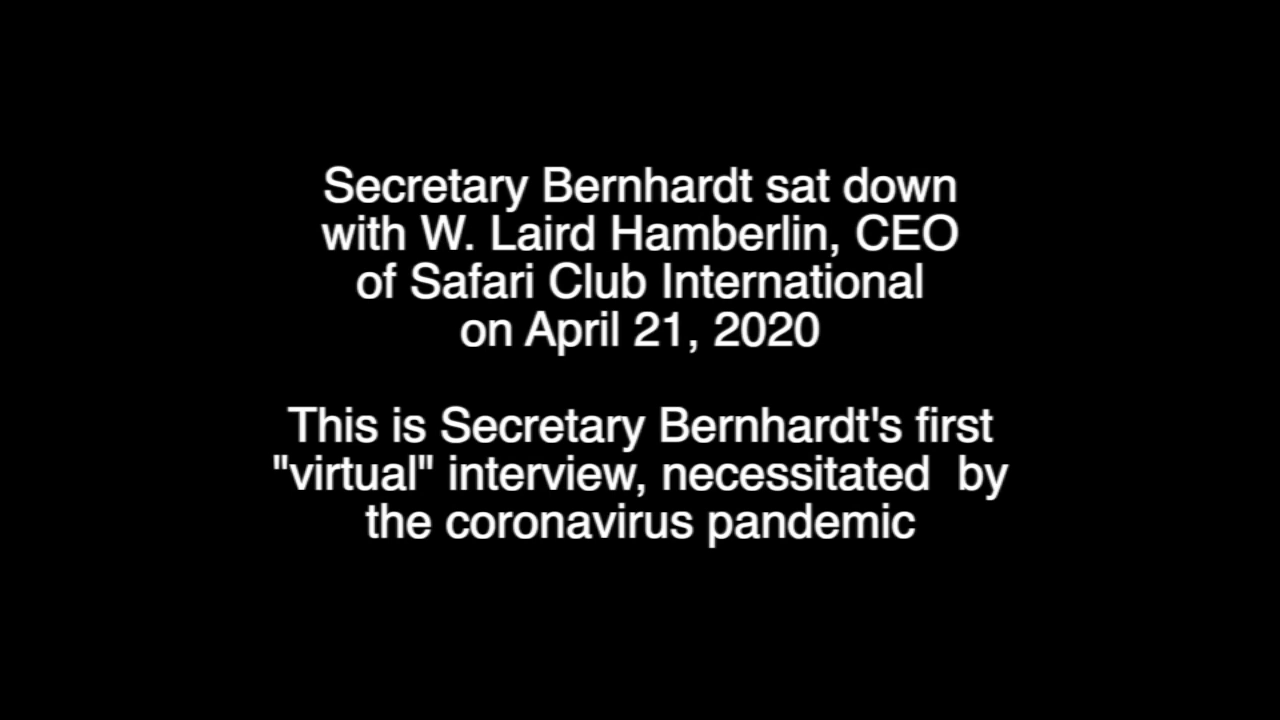 Secretary Bernhardt sat down
with W. Laird Hamberlin, CEO
of Safari Club International
on April 21, 2020
This is Secretary Bernhardt's first
"virtual" interview, necessitated  by
the coronavirus pandemic